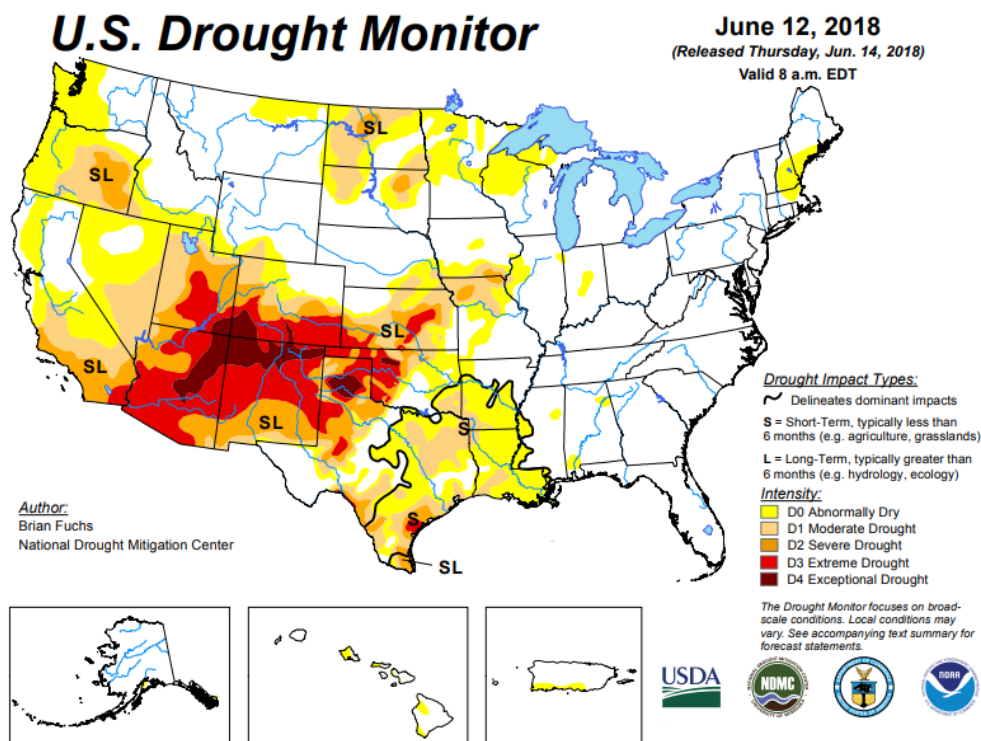 U.S. Drought Monitor
June 12, 2018
(Released Thursday, Jun. 14, 2018)
Valid 8 a.m. EDT
SL
SL
SL
SL
SL
S
S
SL
Drought Impact Types:
Delineates dominant impacts
S = Short-Term, typically less than
6 months (e.g. agriculture, grasslands)
L = Long-Term, typically greater than
6 months (e.g. hydrology, ecology)
Intensity:
D0 Abnormally Dry
D1 Moderate Drought
D2 Severe Drought
D3 Extreme Drought
D4 Exceptional Drought
Author:
Brian Fuchs
National Drought Mitigation Center
The Drought Monitor focuses on broad-
scale conditions. Local conditions may
vary. See accompanying text summary for
forecast statements.
USDA
NDMC
NOAA